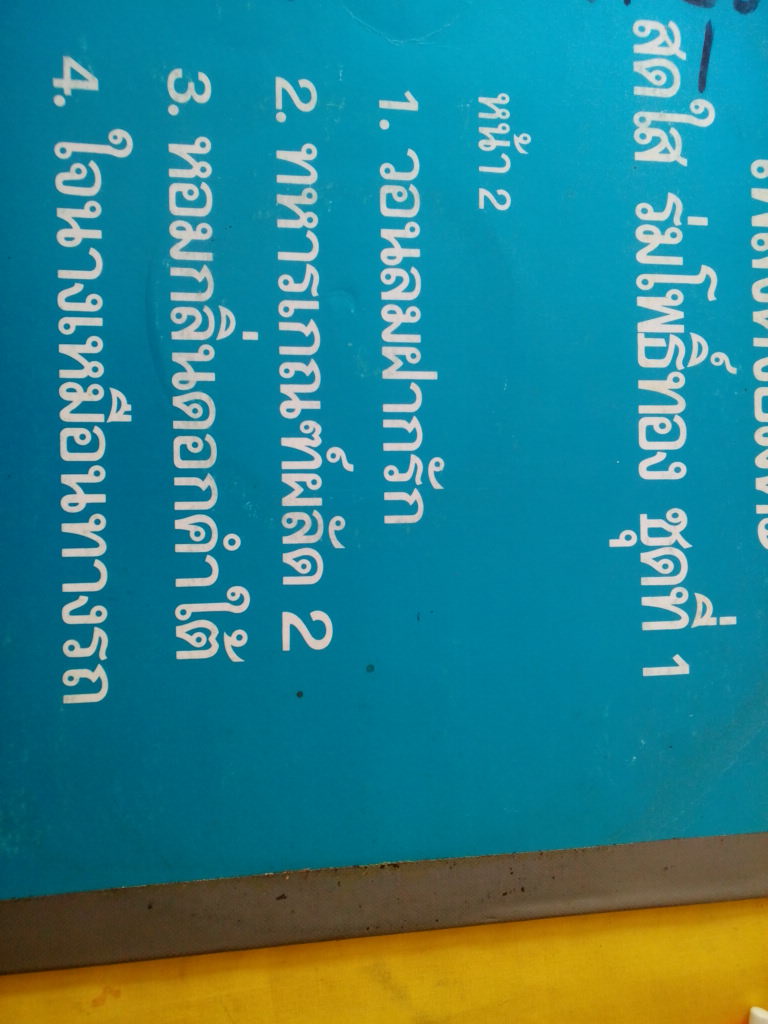 สดใส ร่มโพธิ์ทอง ชุดที่ 1
หน้า 2
1. วอนลมฝากรัก
2. ทหารเกณฑ์ผลัด 2
3. หอมกลิ่นดอกคำใต้
4. ใจนางเหมือนทางรถ